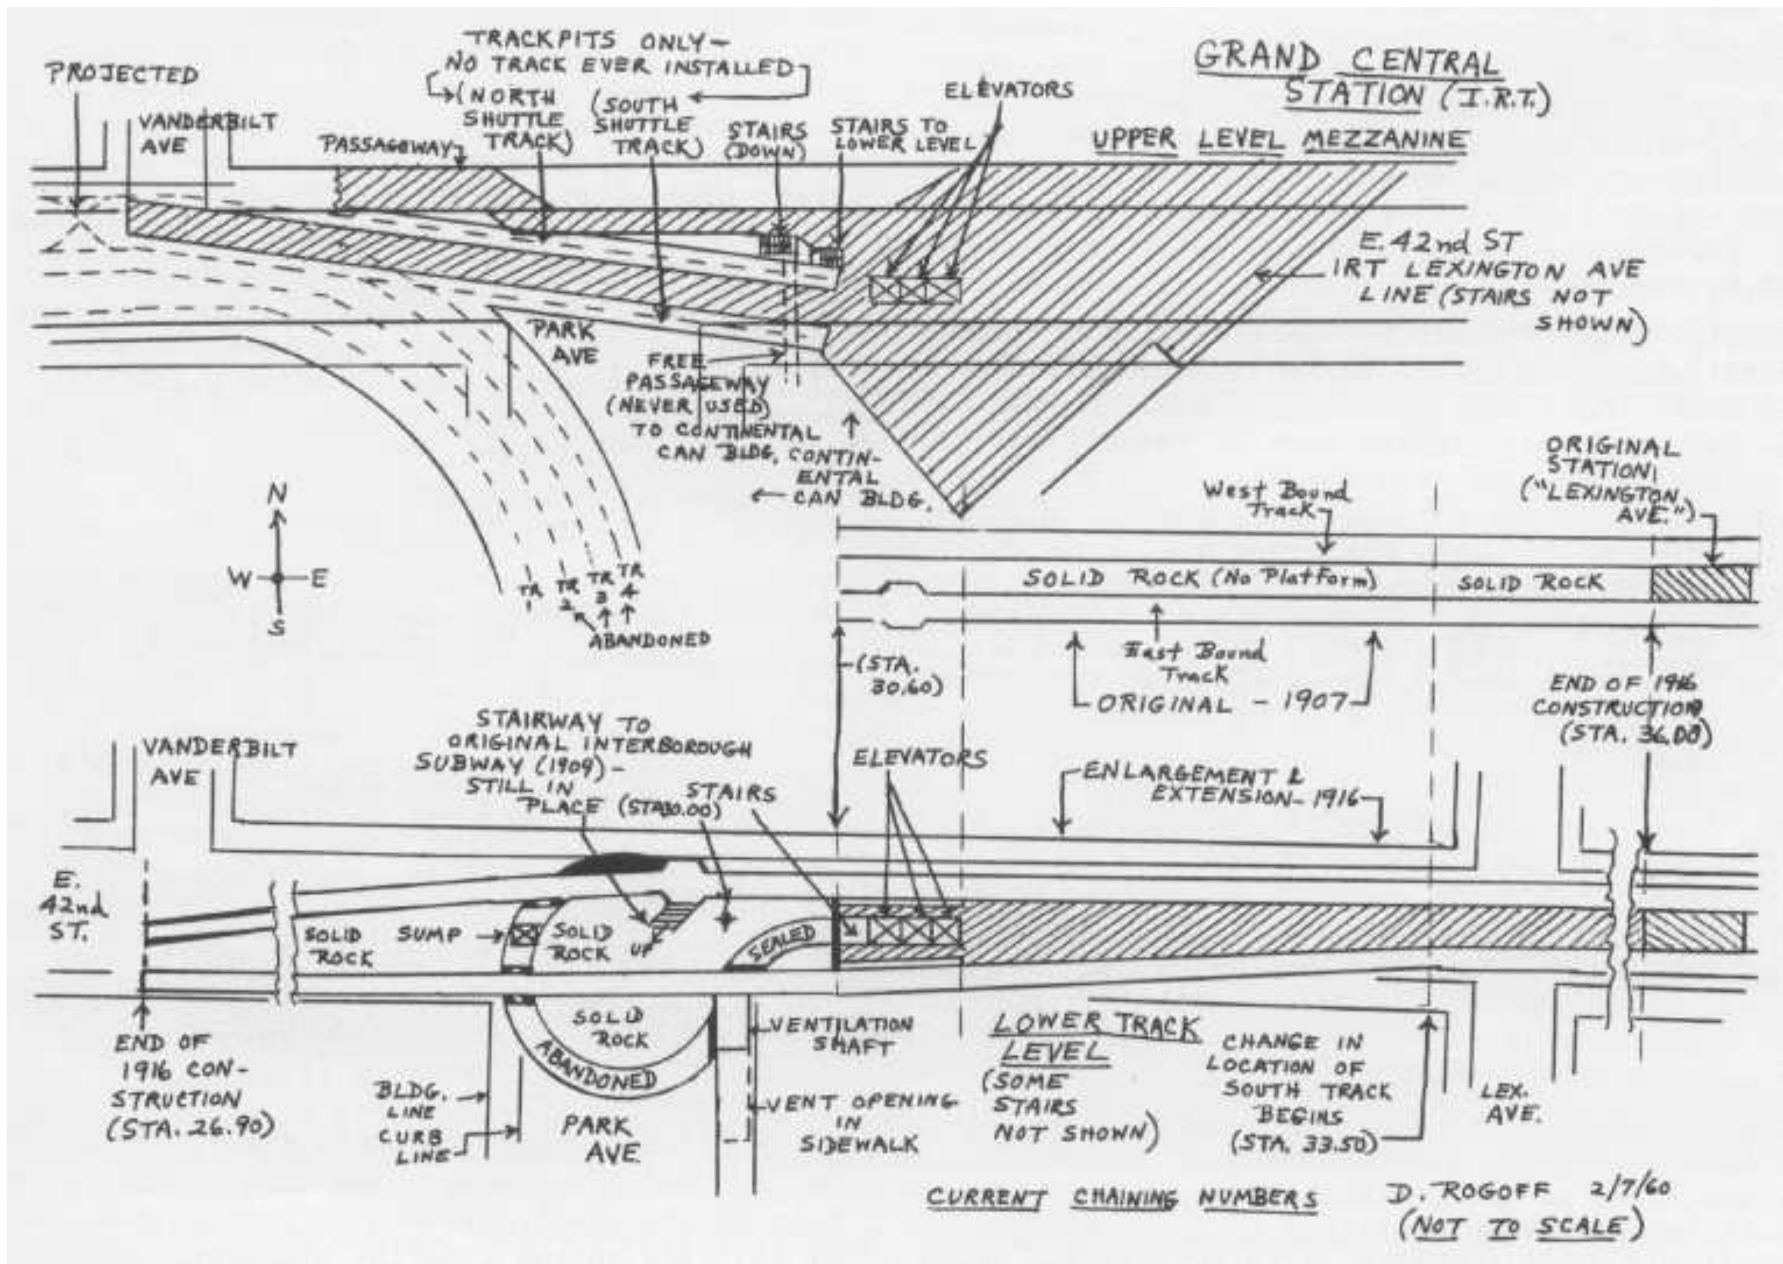 GRAND CENTRAL
STATION (I.R.T.)
UPPER LEVEL MEZZANINE
TRACKPITS ONLY -
NO TRACK EVER INSTALLED
(NORTH
SHUTTLE
TRACK)
(SOUTH
SHUTTLE
TRACK)
PROJECTED
VANDERBILT
AVE
PASSAGEWAY
STAIRS
(DOWN)
STAIRS TO
LOWER LEVEL
ELEVATORS
E. 42nd ST
IRT LEXINGTON AVE
LINE (STAIRS NOT
SHOWN)
PARK
AVE
FREE
PASSAGEWAY
(NEVER USED)
TO CONTINENTAL
CAN BLDG.
CONTIN-
ENTAL
CAN BLDG.
N
W E
S
TR
TR
2
TR
3
TR
4
ABANDONED
ORIGINAL
STATION
("LEXINGTON
AVE.")
West Bound
Track
SOLID ROCK (No Platform)
SOLID ROCK
East Bound
Track
ORIGINAL - 1907
(STA.
30.60)
END OF 1916
CONSTRUCTION
(STA. 36.00)
STAIRWAY TO
ORIGINAL INTERBOROUGH
SUBWAY (1909) -
STILL IN
PLACE (STA30.00)
STAIRS
ELEVATORS
ENLARGEMENT &
EXTENSION - 1916
VANDERBILT
AVE
E.
42nd
ST.
SOLID
ROCK
SUMP
SOLID
ROCK
UP
SEALED
SOLID
ROCK
ABANDONED
END OF
1916 CON-
STRUCTION
(STA. 26.90)
BLDG.
LINE
CURB
LINE
PARK
AVE.
VENTILATION
SHAFT
VENT OPENING
IN
SIDEWALK
LOWER TRACK
LEVEL
(SOME
STAIRS
NOT SHOWN)
CHANGE IN
LOCATION OF
SOUTH TRACK
BEGINS
(STA. 33.50)
LEX.
AVE.
CURRENT CHAINING NUMBERS
D. ROGOFF 2/7/60
(NOT TO SCALE)